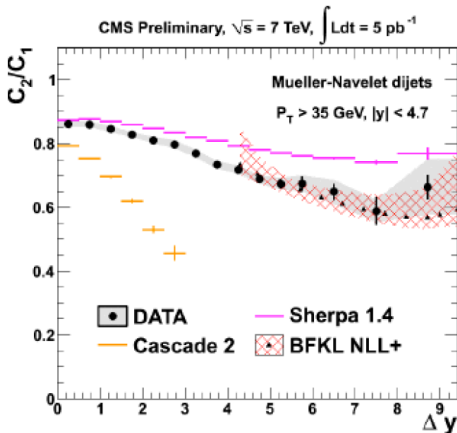 CMS Preliminary, √s = 7 TeV, ∫Ldt = 5 pb⁻¹
C₂/C₁
1
0.8
0.6
0.4
0.2
0
Mueller-Navelet dijets
P_T > 35 GeV, |y| < 4.7
DATA
Sherpa 1.4
Cascade 2
BFKL NLL+
0 1 2 3 4 5 6 7 8 9
Δ y